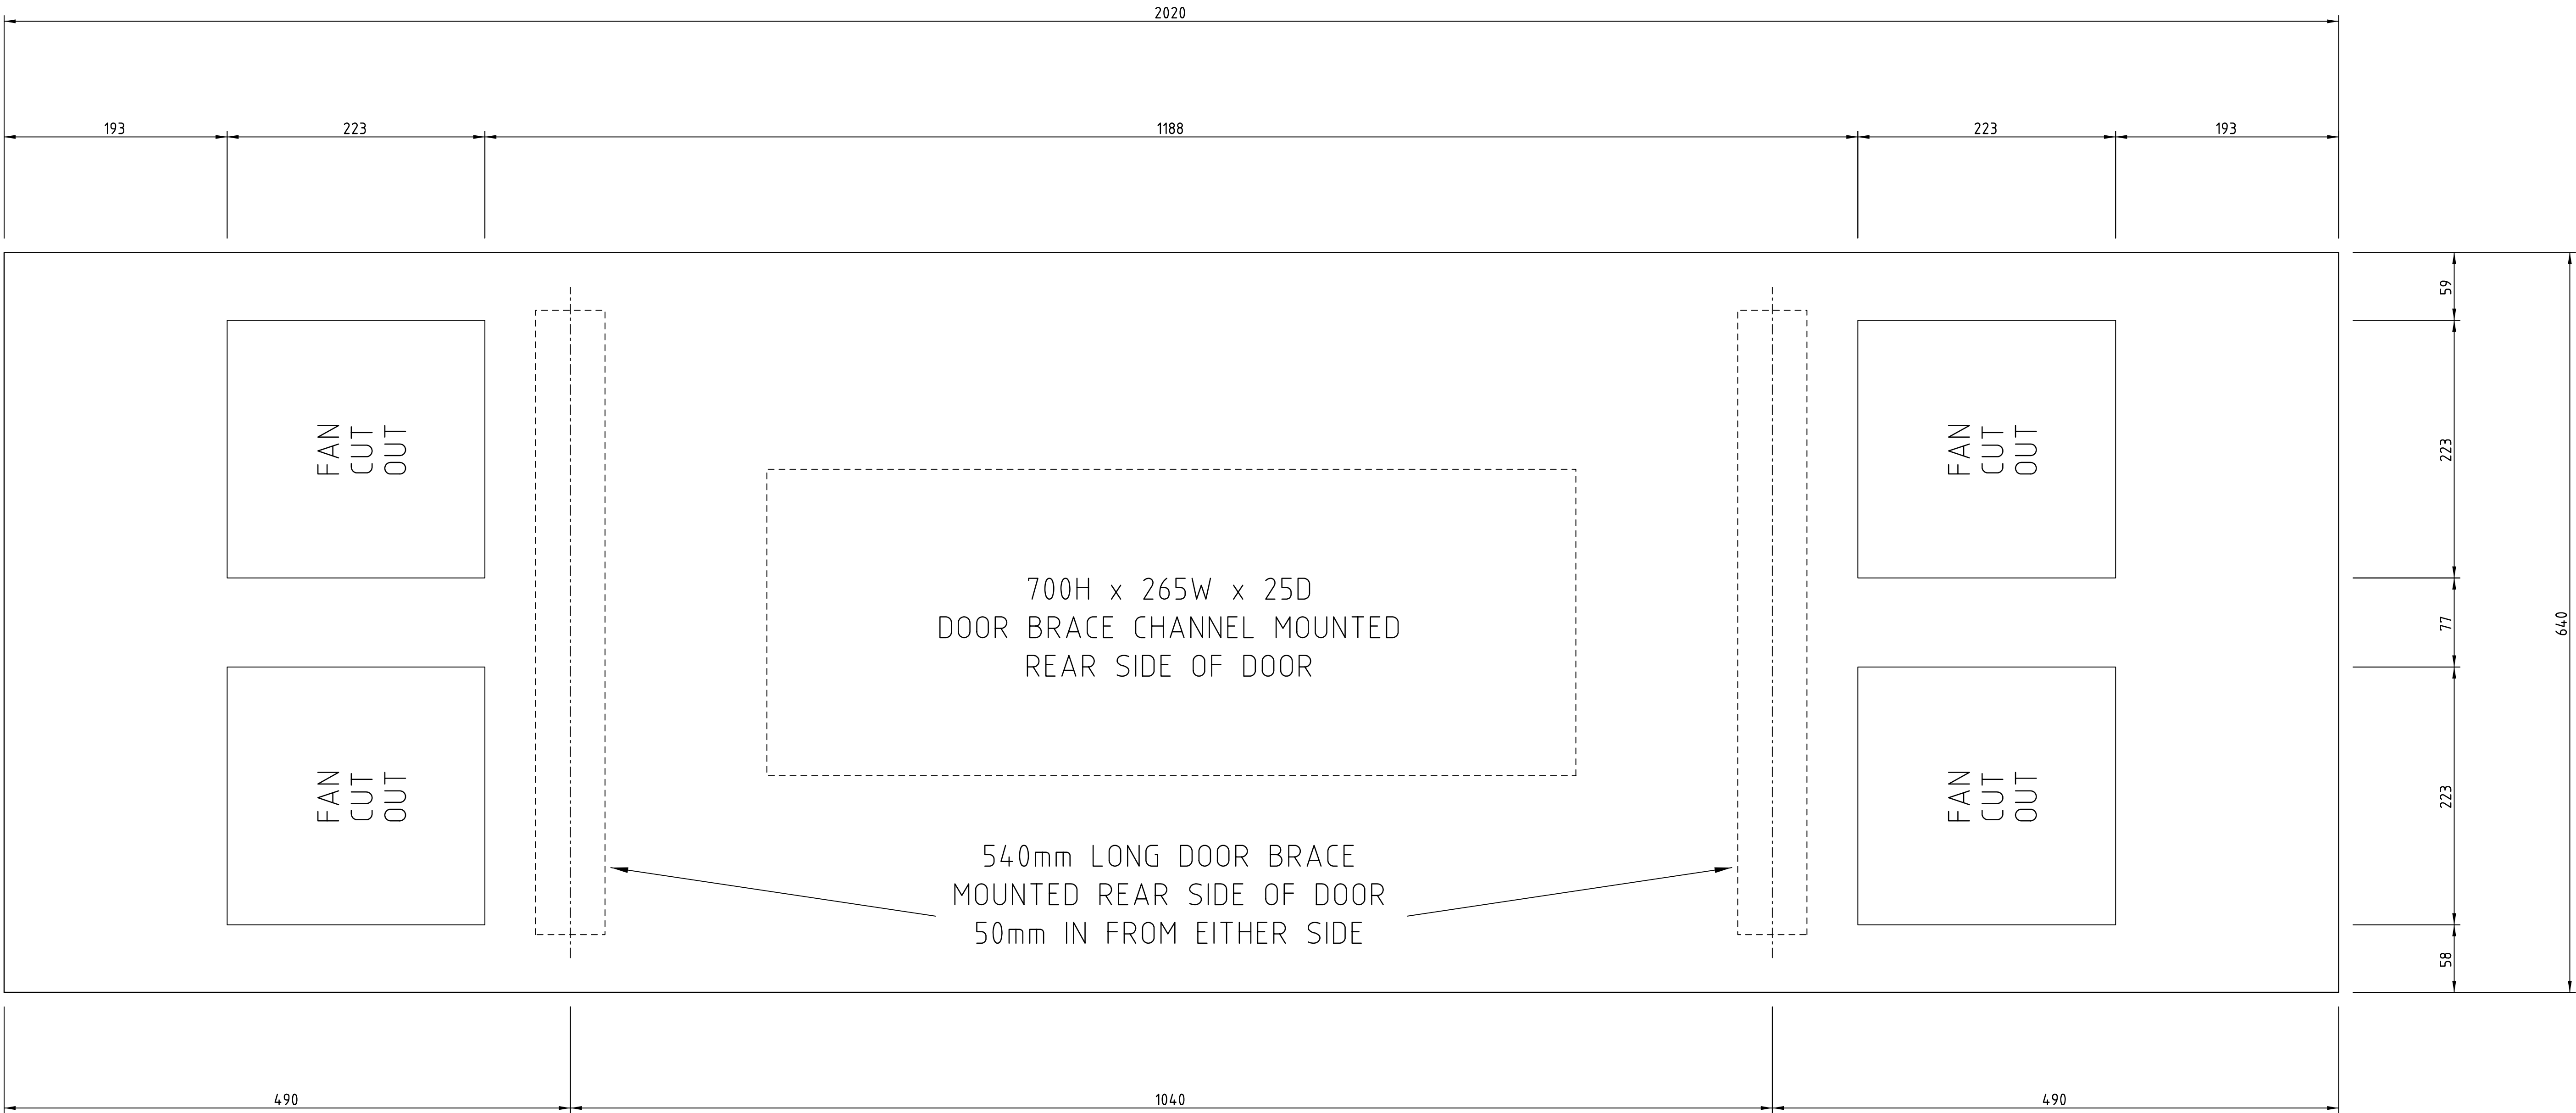 2020
193
223
1188
223
193
59
223
77
640
223
58
FAN
CUT
OUT
FAN
CUT
OUT
700H x 265W x 25D
DOOR BRACE CHANNEL MOUNTED
REAR SIDE OF DOOR
FAN
CUT
OUT
FAN
CUT
OUT
540mm LONG DOOR BRACE
MOUNTED REAR SIDE OF DOOR
50mm IN FROM EITHER SIDE
490
1040
490